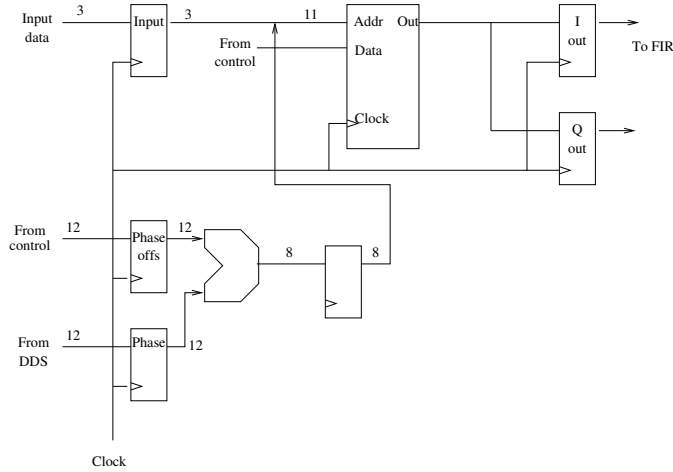 Input
data
3
Input
3
11
Addr
Out
From
control
Data
Clock
I
out
To FIR
Q
out
From
control
12
Phase
offs
12
8
8
From
DDS
12
Phase
12
Clock